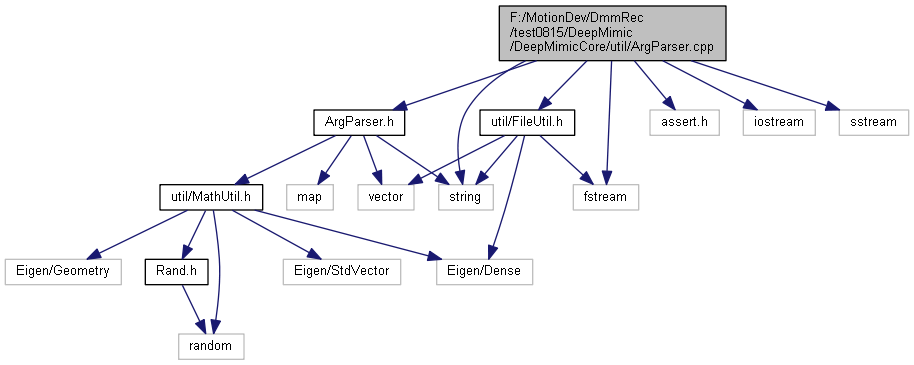 F:/MotionDev/DmmRec
/test0815/DeepMimic
/DeepMimicCore/util/ArgParser.cpp
ArgParser.h
util/FileUtil.h
assert.h
iostream
sstream
util/MathUtil.h
map
vector
string
fstream
Eigen/Geometry
Rand.h
Eigen/StdVector
Eigen/Dense
random